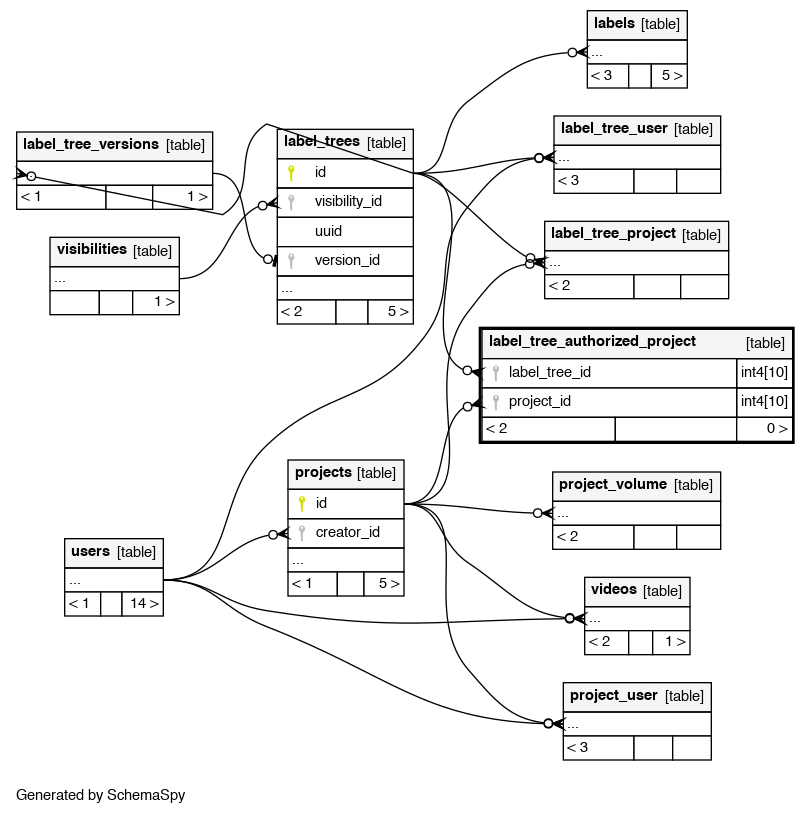 labels [table]
...
< 3 5 >
label_tree_versions [table]
< 1 1 >
label_trees [table]
id
visibility_id
uuid
version_id
...
< 2 5 >
label_tree_user [table]
...
< 3
visibilities [table]
...
1 >
label_tree_project [table]
...
< 2
label_tree_authorized_project [table]
label_tree_id int4[10]
project_id int4[10]
< 2 0 >
projects [table]
id
creator_id
...
< 1 5 >
project_volume [table]
...
< 2
users [table]
...
< 1 14 >
videos [table]
...
< 2 1 >
project_user [table]
...
< 3
Generated by SchemaSpy